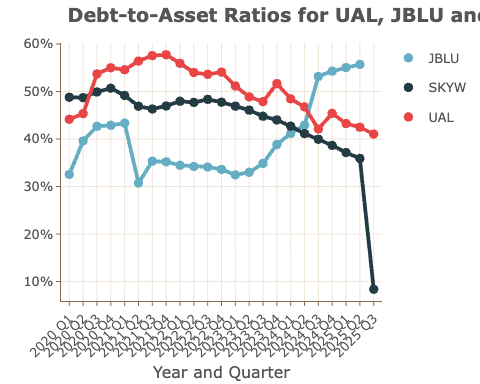 Debt-to-Asset Ratios for UAL, JBLU and
60%
50%
40%
30%
20%
10%
JBLU
SKYW
UAL
2020 Q1
2020 Q2
2020 Q3
2020 Q4
2021 Q1
2021 Q2
2021 Q3
2021 Q4
2022 Q1
2022 Q2
2022 Q3
2022 Q4
2023 Q1
2023 Q2
2023 Q3
2023 Q4
2024 Q1
2024 Q2
2024 Q3
2024 Q4
2025 Q1
2025 Q2
2025 Q3
Year and Quarter